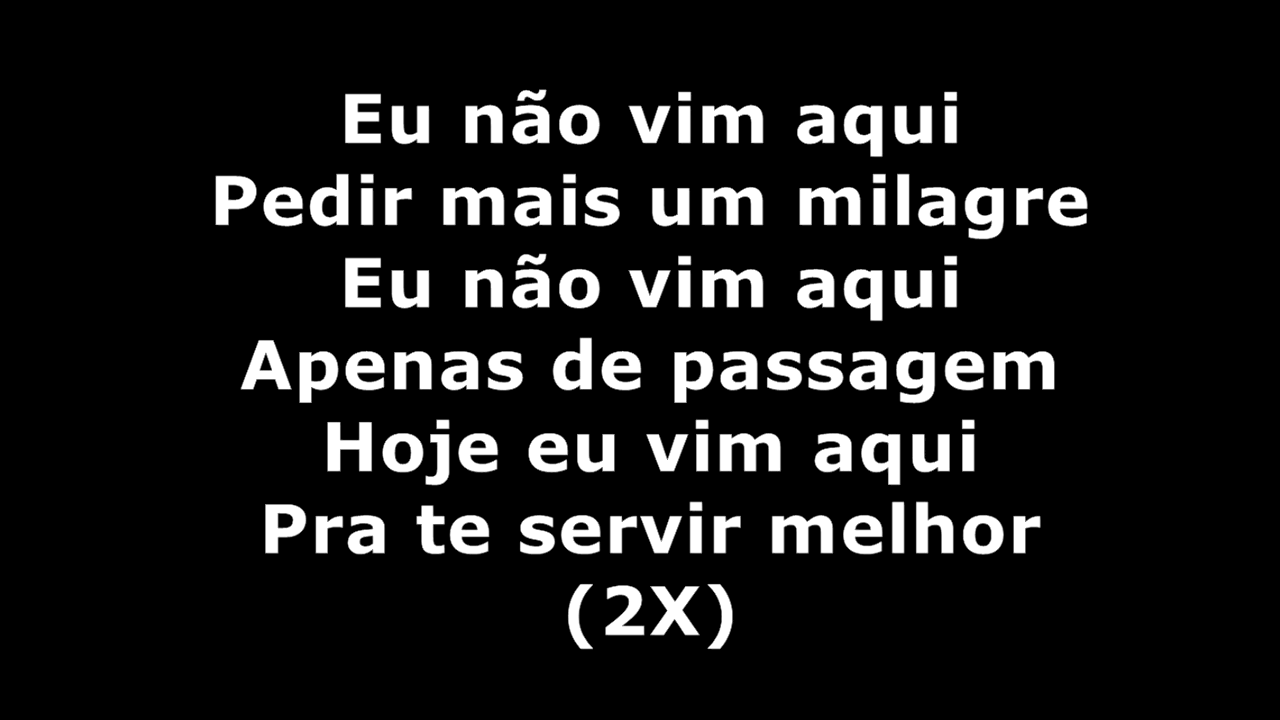 Eu não vim aqui
Pedir mais um milagre
Eu não vim aqui
Apenas de passagem
Hoje eu vim aqui
Pra te servir melhor
(2X)